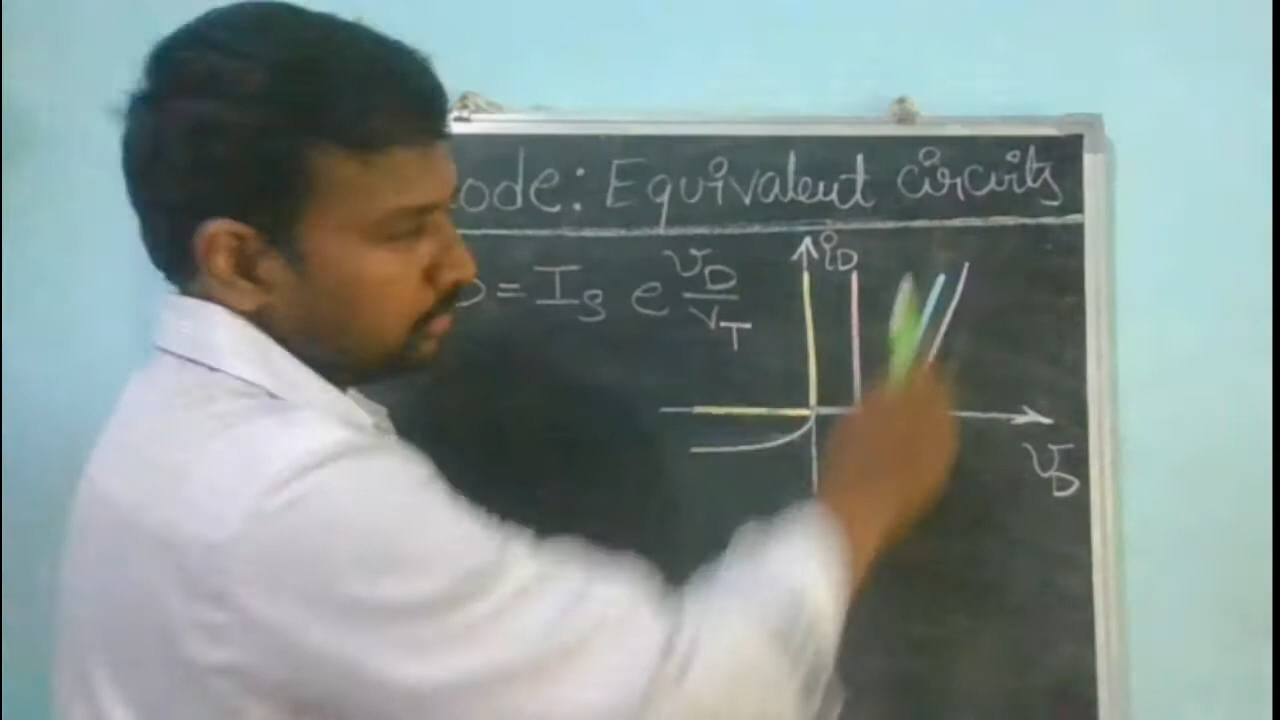 ode: Equivalent circuits
D = I_S e^{v_D / V_T}
i_D
v_D